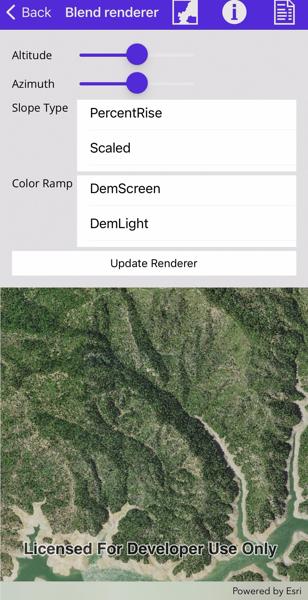 Back Blend renderer
Altitude
Azimuth
Slope Type
PercentRise
Scaled
Color Ramp
DemScreen
DemLight
Update Renderer
Licensed For Developer Use Only
Powered by Esri